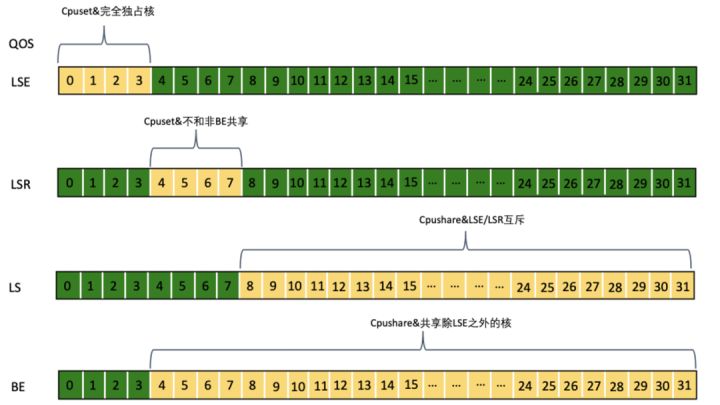 Cpuset&完全独占核
QOS
LSE 0 1 2 3 4 5 6 7 8 9 10 11 12 13 14 15 ... ... ... ... 24 25 26 27 28 29 30 31
Cpuset&不和非BE共享
LSR 0 1 2 3 4 5 6 7 8 9 10 11 12 13 14 15 ... ... ... ... 24 25 26 27 28 29 30 31
Cpushare&LSE/LSR互斥
LS 0 1 2 3 4 5 6 7 8 9 10 11 12 13 14 15 ... ... ... ... 24 25 26 27 28 29 30 31
Cpushare&共享除LSE之外的核
BE 0 1 2 3 4 5 6 7 8 9 10 11 12 13 14 15 ... ... ... ... 24 25 26 27 28 29 30 31